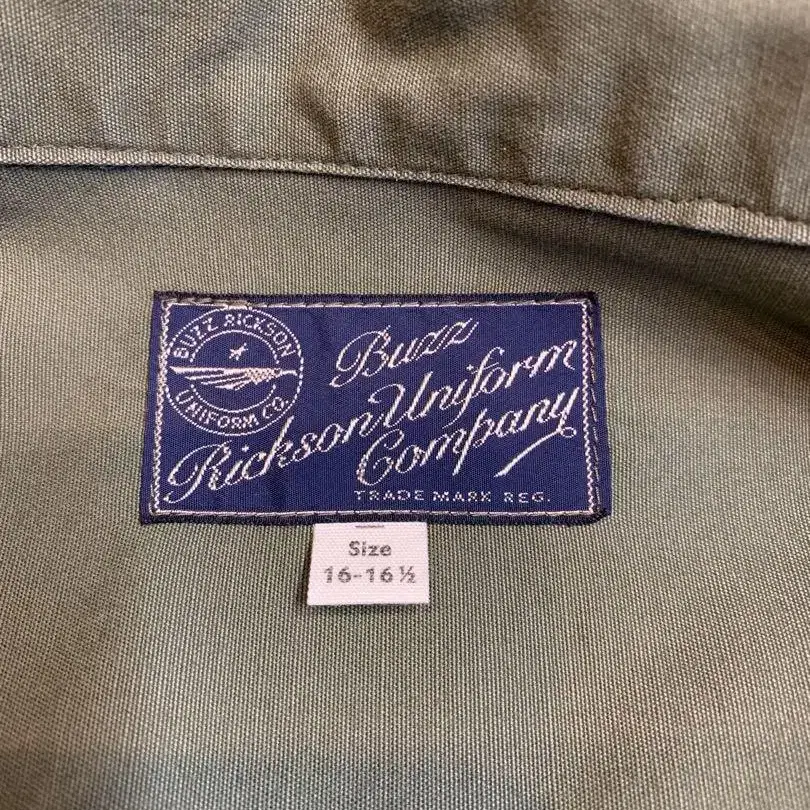 BUZZ RICKSON
UNIFORM CO.
Buzz
Rickson Uniform
Company
TRADE MARK REG.
Size
16-16½